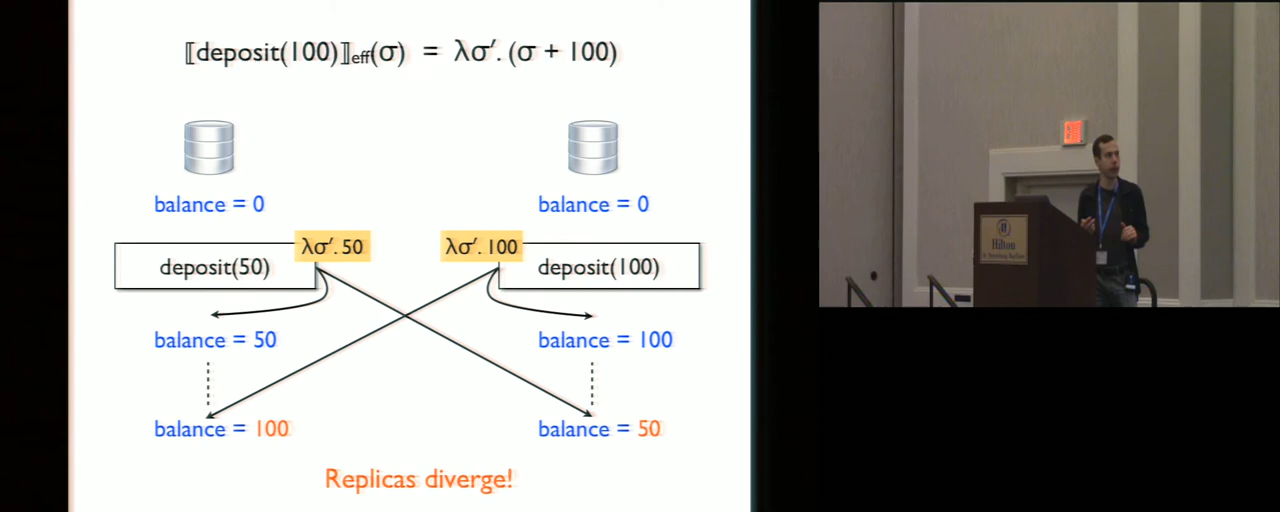 ⟦deposit(100)⟧eff(σ) = λσ′. (σ + 100)
balance = 0 balance = 0
λσ′. 50 λσ′. 100
deposit(50) deposit(100)
balance = 50 balance = 100
balance = 100 balance = 50
Replicas diverge!
Hilton